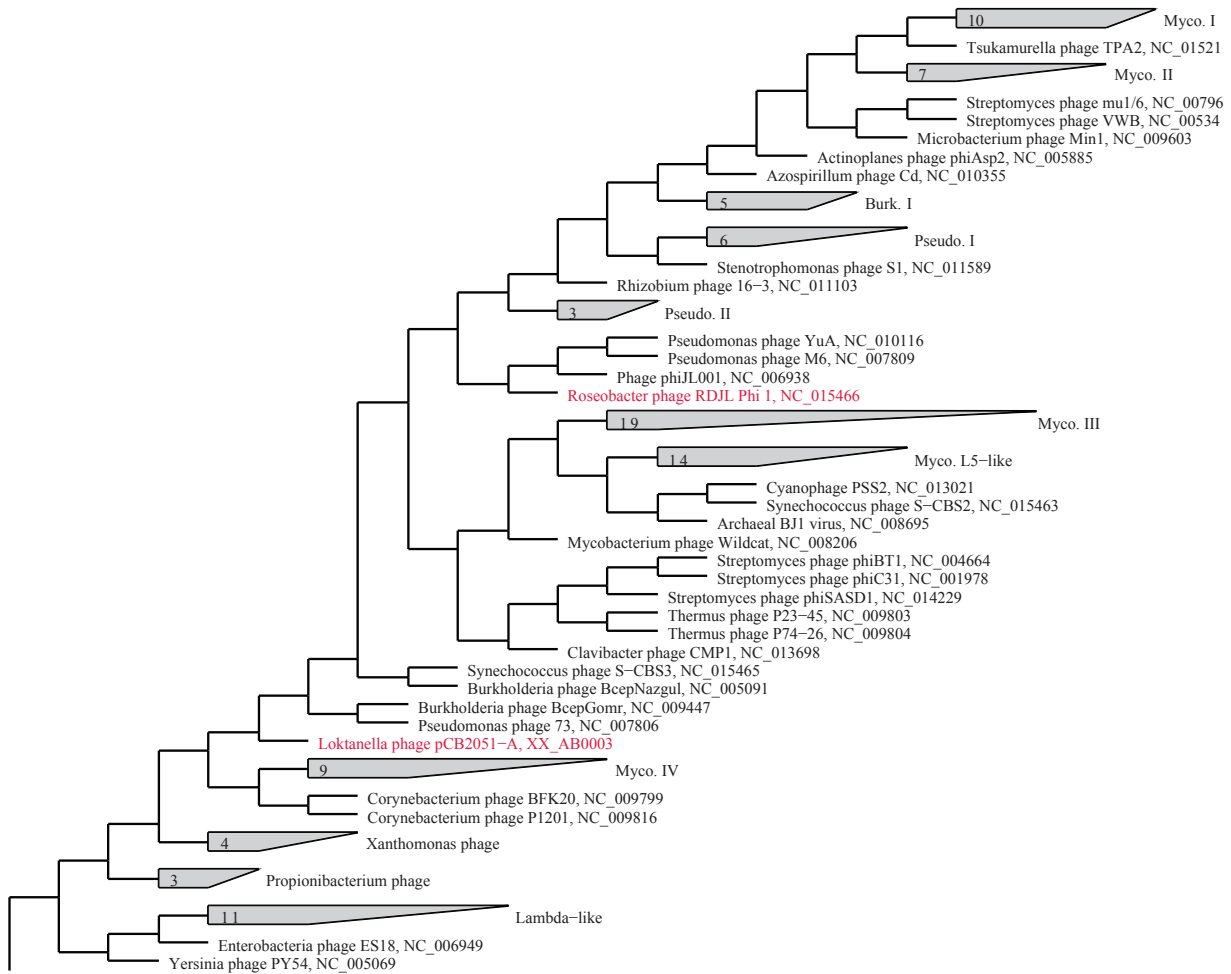 10 Myco. I
Tsukamurella phage TPA2, NC_01521
7 Myco. II
Streptomyces phage mu1/6, NC_00796
Streptomyces phage VWB, NC_00534
Microbacterium phage Min1, NC_009603
Actinoplanes phage phiAsp2, NC_005885
Azospirillum phage Cd, NC_010355
5 Burk. I
6 Pseudo. I
Stenotrophomonas phage S1, NC_011589
Rhizobium phage 16−3, NC_011103
3 Pseudo. II
Pseudomonas phage YuA, NC_010116
Pseudomonas phage M6, NC_007809
Phage phiJL001, NC_006938
Roseobacter phage RDJL Phi 1, NC_015466
19 Myco. III
14 Myco. L5−like
Cyanophage PSS2, NC_013021
Synechococcus phage S−CBS2, NC_015463
Archaeal BJ1 virus, NC_008695
Mycobacterium phage Wildcat, NC_008206
Streptomyces phage phiBT1, NC_004664
Streptomyces phage phiC31, NC_001978
Streptomyces phage phiSASD1, NC_014229
Thermus phage P23−45, NC_009803
Thermus phage P74−26, NC_009804
Clavibacter phage CMP1, NC_013698
Synechococcus phage S−CBS3, NC_015465
Burkholderia phage BcepNazgul, NC_005091
Burkholderia phage BcepGomr, NC_009447
Pseudomonas phage 73, NC_007806
Loktanella phage pCB2051−A, XX_AB0003
9 Myco. IV
Corynebacterium phage BFK20, NC_009799
Corynebacterium phage P1201, NC_009816
4 Xanthomonas phage
3 Propionibacterium phage
11 Lambda−like
Enterobacteria phage ES18, NC_006949
Yersinia phage PY54, NC_005069